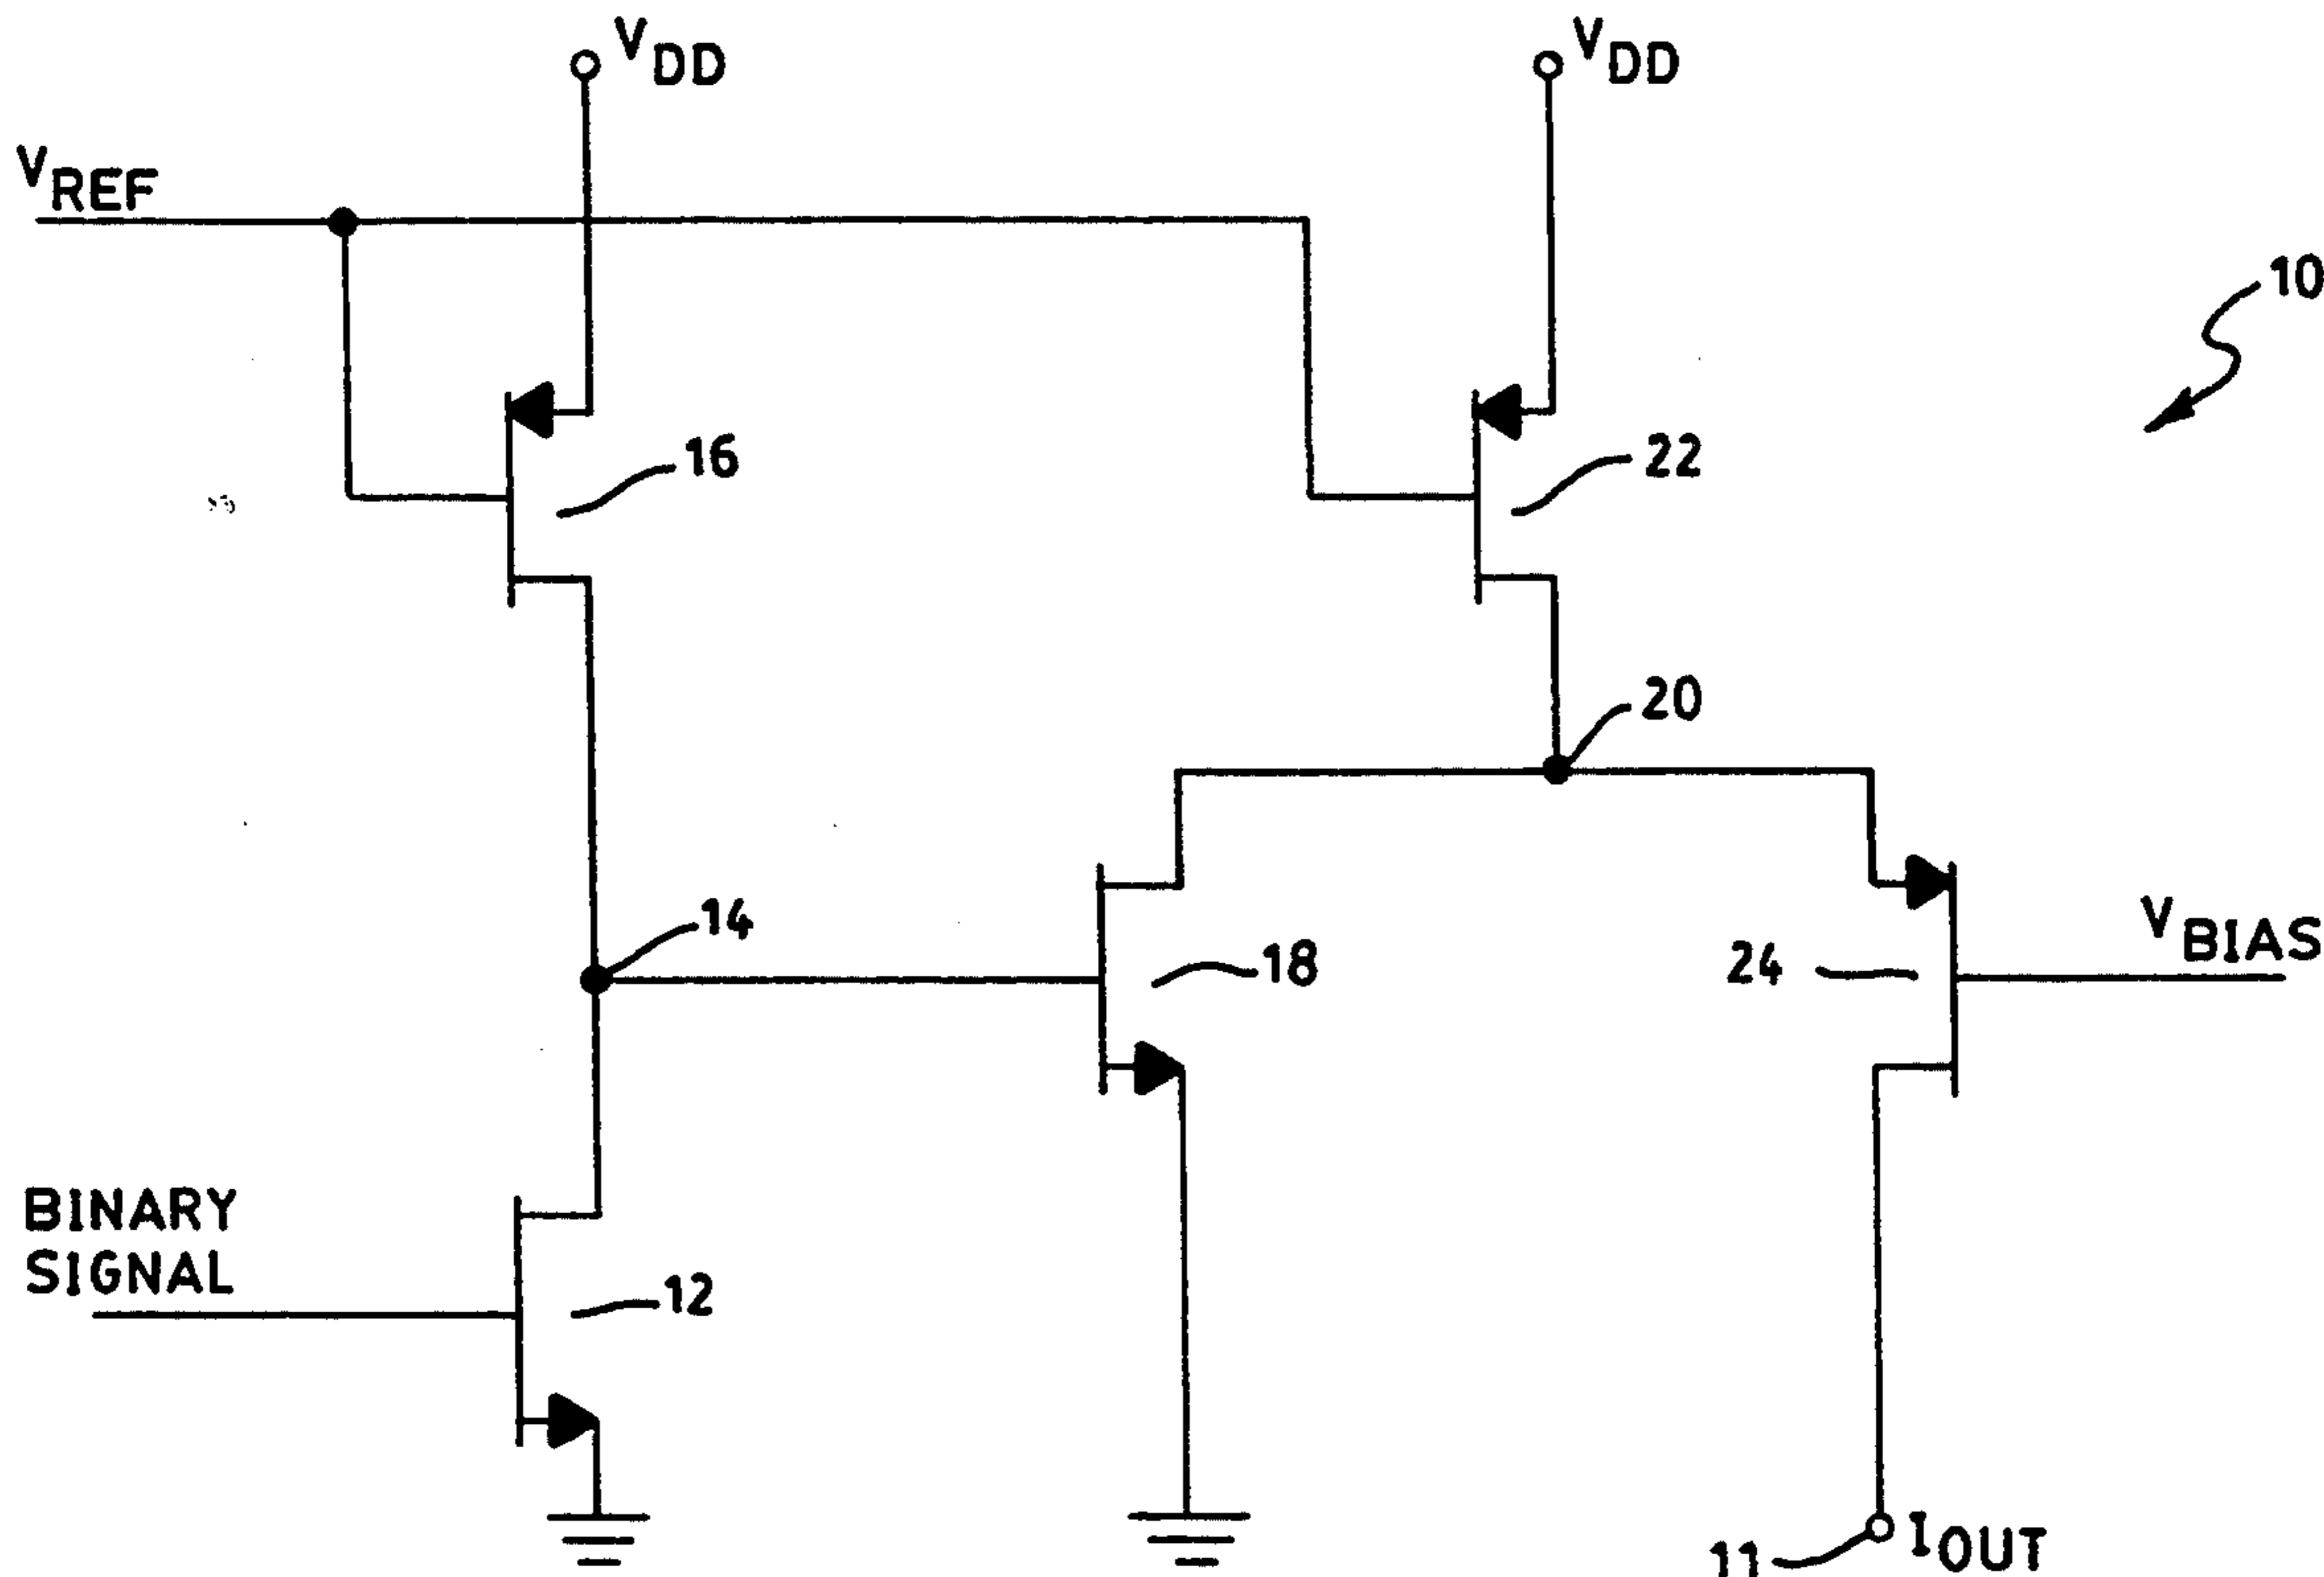 VDD
VDD
VREF
10
16
22
20
14
18
24
VBIAS
BINARY
SIGNAL
12
11
IOUT